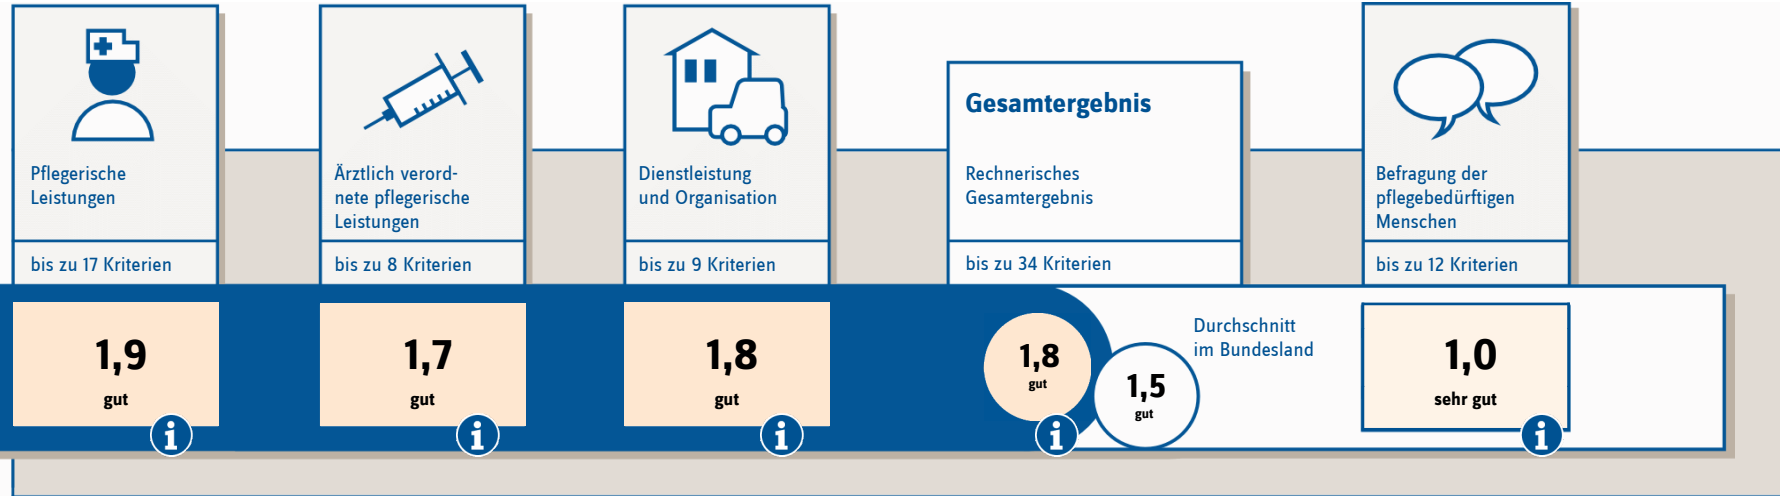 Pflegerische
Leistungen
bis zu 17 Kriterien
1,9
gut
i
Ärztlich verord-
nete pflegerische
Leistungen
bis zu 8 Kriterien
1,7
gut
i
Dienstleistung
und Organisation
bis zu 9 Kriterien
1,8
gut
i
Gesamtergebnis
Rechnerisches
Gesamtergebnis
bis zu 34 Kriterien
1,8
gut
i
1,5
gut
Durchschnitt
im Bundesland
Befragung der
pflegebedürftigen
Menschen
bis zu 12 Kriterien
1,0
sehr gut
i